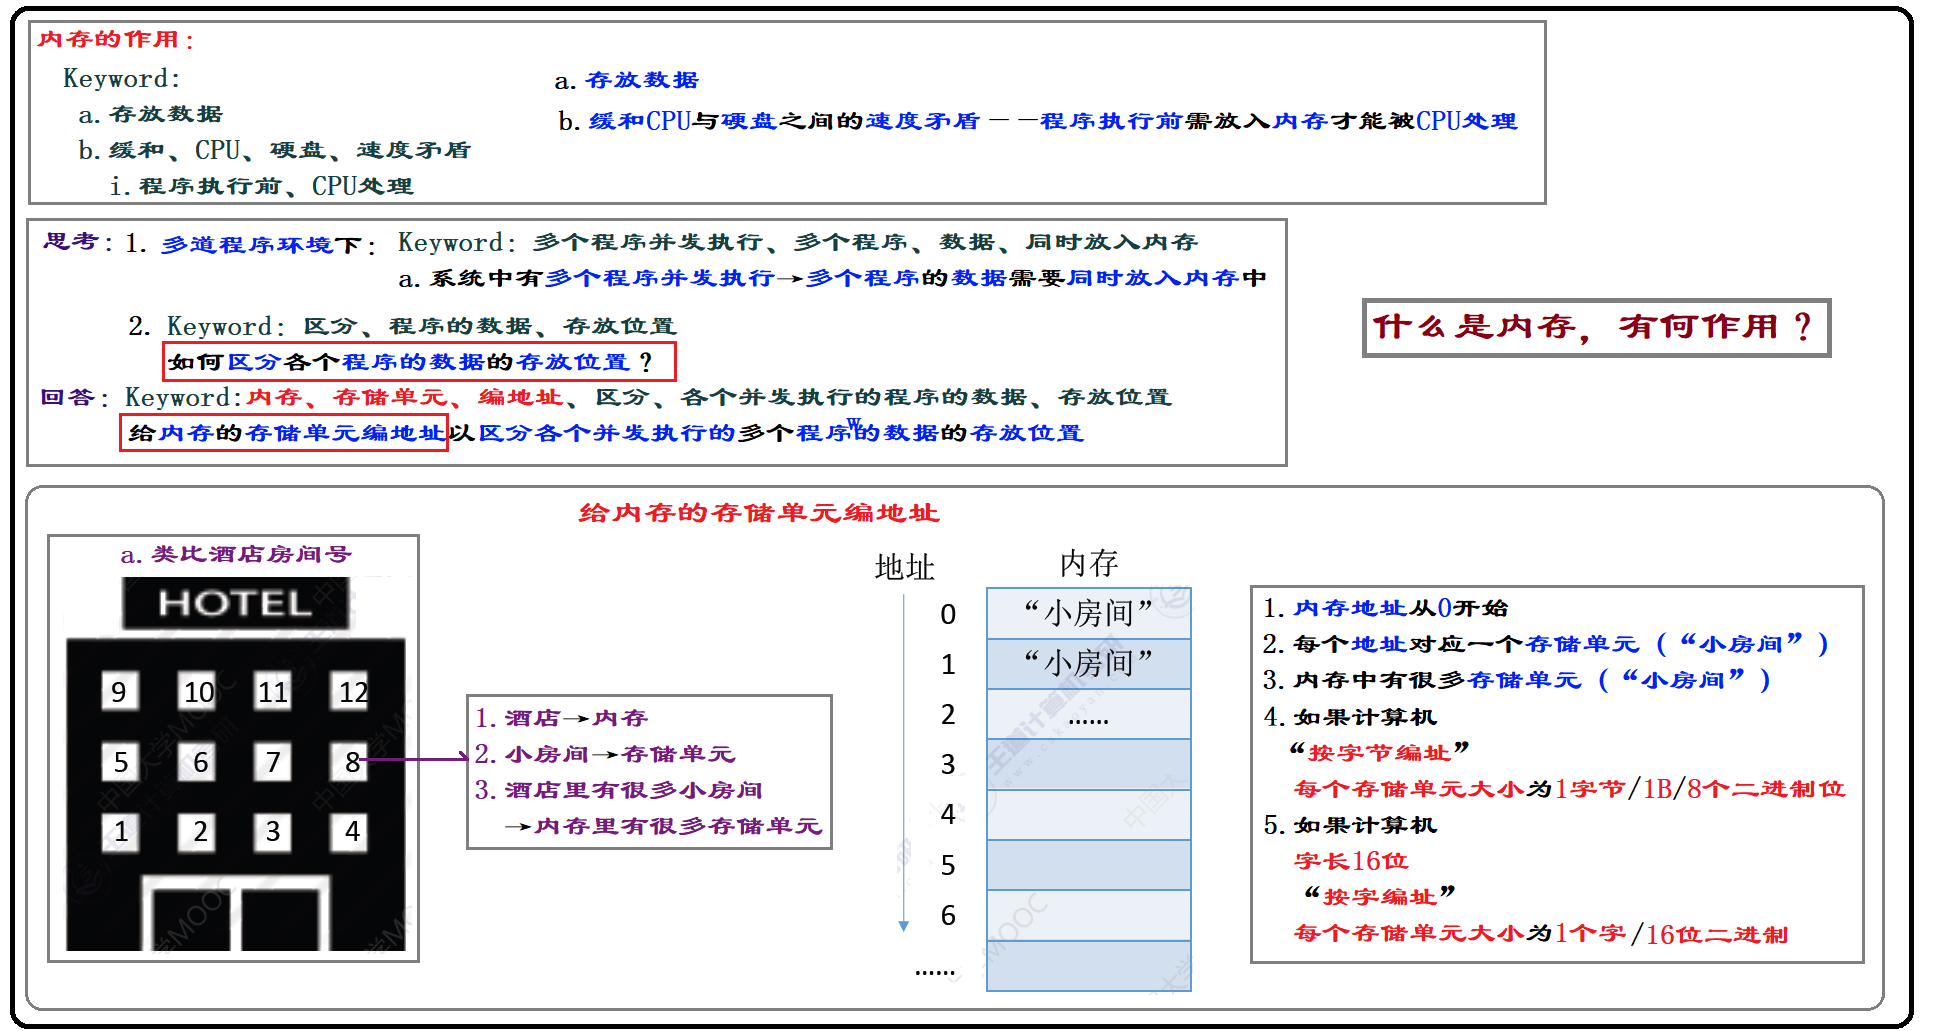 内存的作用：
Keyword：
a.存放数据
b.缓和、CPU、硬盘、速度矛盾
i.程序执行前、CPU处理
a.存放数据
b.缓和CPU与硬盘之间的速度矛盾——程序执行前需放入内存才能被CPU处理
思考：1. 多道程序环境下：Keyword：多个程序并发执行、多个程序、数据、同时放入内存
a.系统中有多个程序并发执行→多个程序的数据需要同时放入内存中
2. Keyword：区分、程序的数据、存放位置
如何区分各个程序的数据的存放位置？
回答：Keyword:内存、存储单元、编地址、区分、各个并发执行的程序的数据、存放位置
给内存的存储单元编地址以区分各个并发执行的多个程序的数据的存放位置
w
什么是内存，有何作用？
给内存的存储单元编地址
a.类比酒店房间号
HOTEL
9 10 11 12
5 6 7 8
1 2 3 4
1.酒店→内存
2.小房间→存储单元
3.酒店里有很多小房间
→内存里有很多存储单元
地址 内存
0 “小房间”
1 “小房间”
2 ......
3
4
5
6
......
1.内存地址从0开始
2.每个地址对应一个存储单元（“小房间”）
3.内存中有很多存储单元（“小房间”）
4.如果计算机
“按字节编址”
每个存储单元大小为1字节/1B/8个二进制位
5.如果计算机
字长16位
“按字编址”
每个存储单元大小为1个字/16位二进制